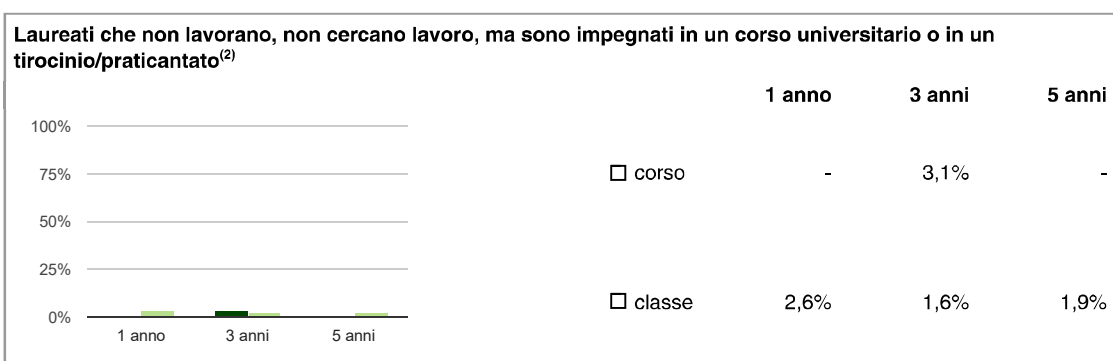 Laureati che non lavorano, non cercano lavoro, ma sono impegnati in un corso universitario o in un
tirocinio/praticantato(2)
1 anno 3 anni 5 anni
100%
75%
50%
25%
0%
1 anno 3 anni 5 anni
corso - 3,1% -
classe 2,6% 1,6% 1,9%